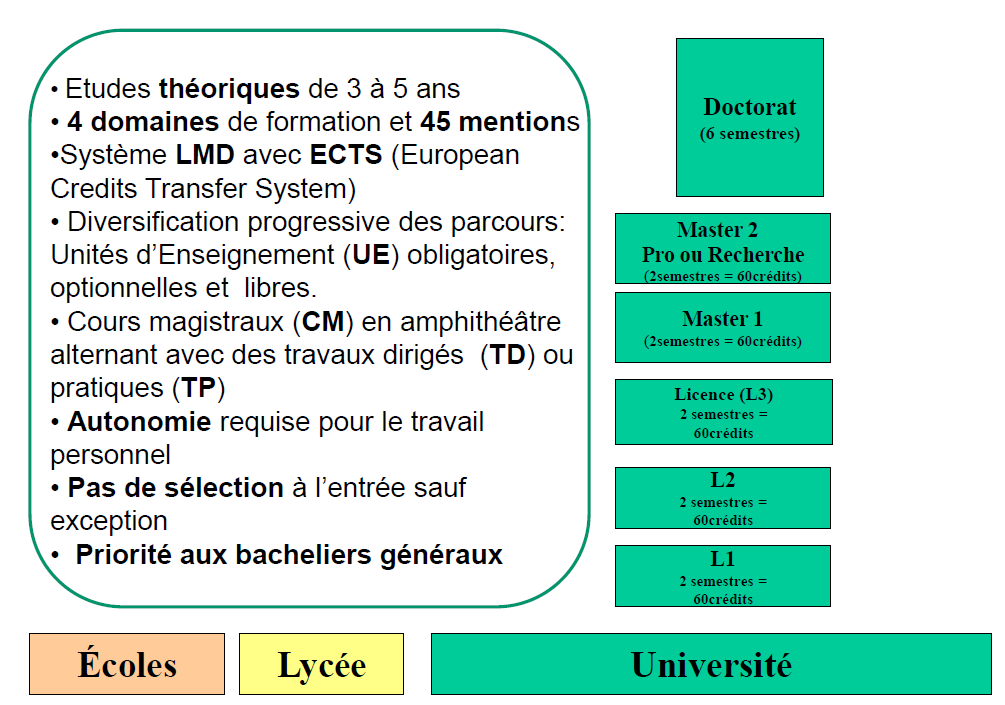 • Etudes théoriques de 3 à 5 ans
• 4 domaines de formation et 45 mentions
•Système LMD avec ECTS (European
Credits Transfer System)
• Diversification progressive des parcours:
Unités d’Enseignement (UE) obligatoires,
optionnelles et  libres.
• Cours magistraux (CM) en amphithéâtre
alternant avec des travaux dirigés  (TD) ou
pratiques (TP)
• Autonomie requise pour le travail
personnel
• Pas de sélection à l’entrée sauf
exception
•  Priorité aux bacheliers généraux
Doctorat
(6 semestres)
Master 2
Pro ou Recherche
(2semestres = 60crédits)
Master 1
(2semestres = 60crédits)
Licence (L3)
2 semestres =
60crédits
L2
2 semestres =
60crédits
L1
2 semestres =
60crédits
Écoles
Lycée
Université